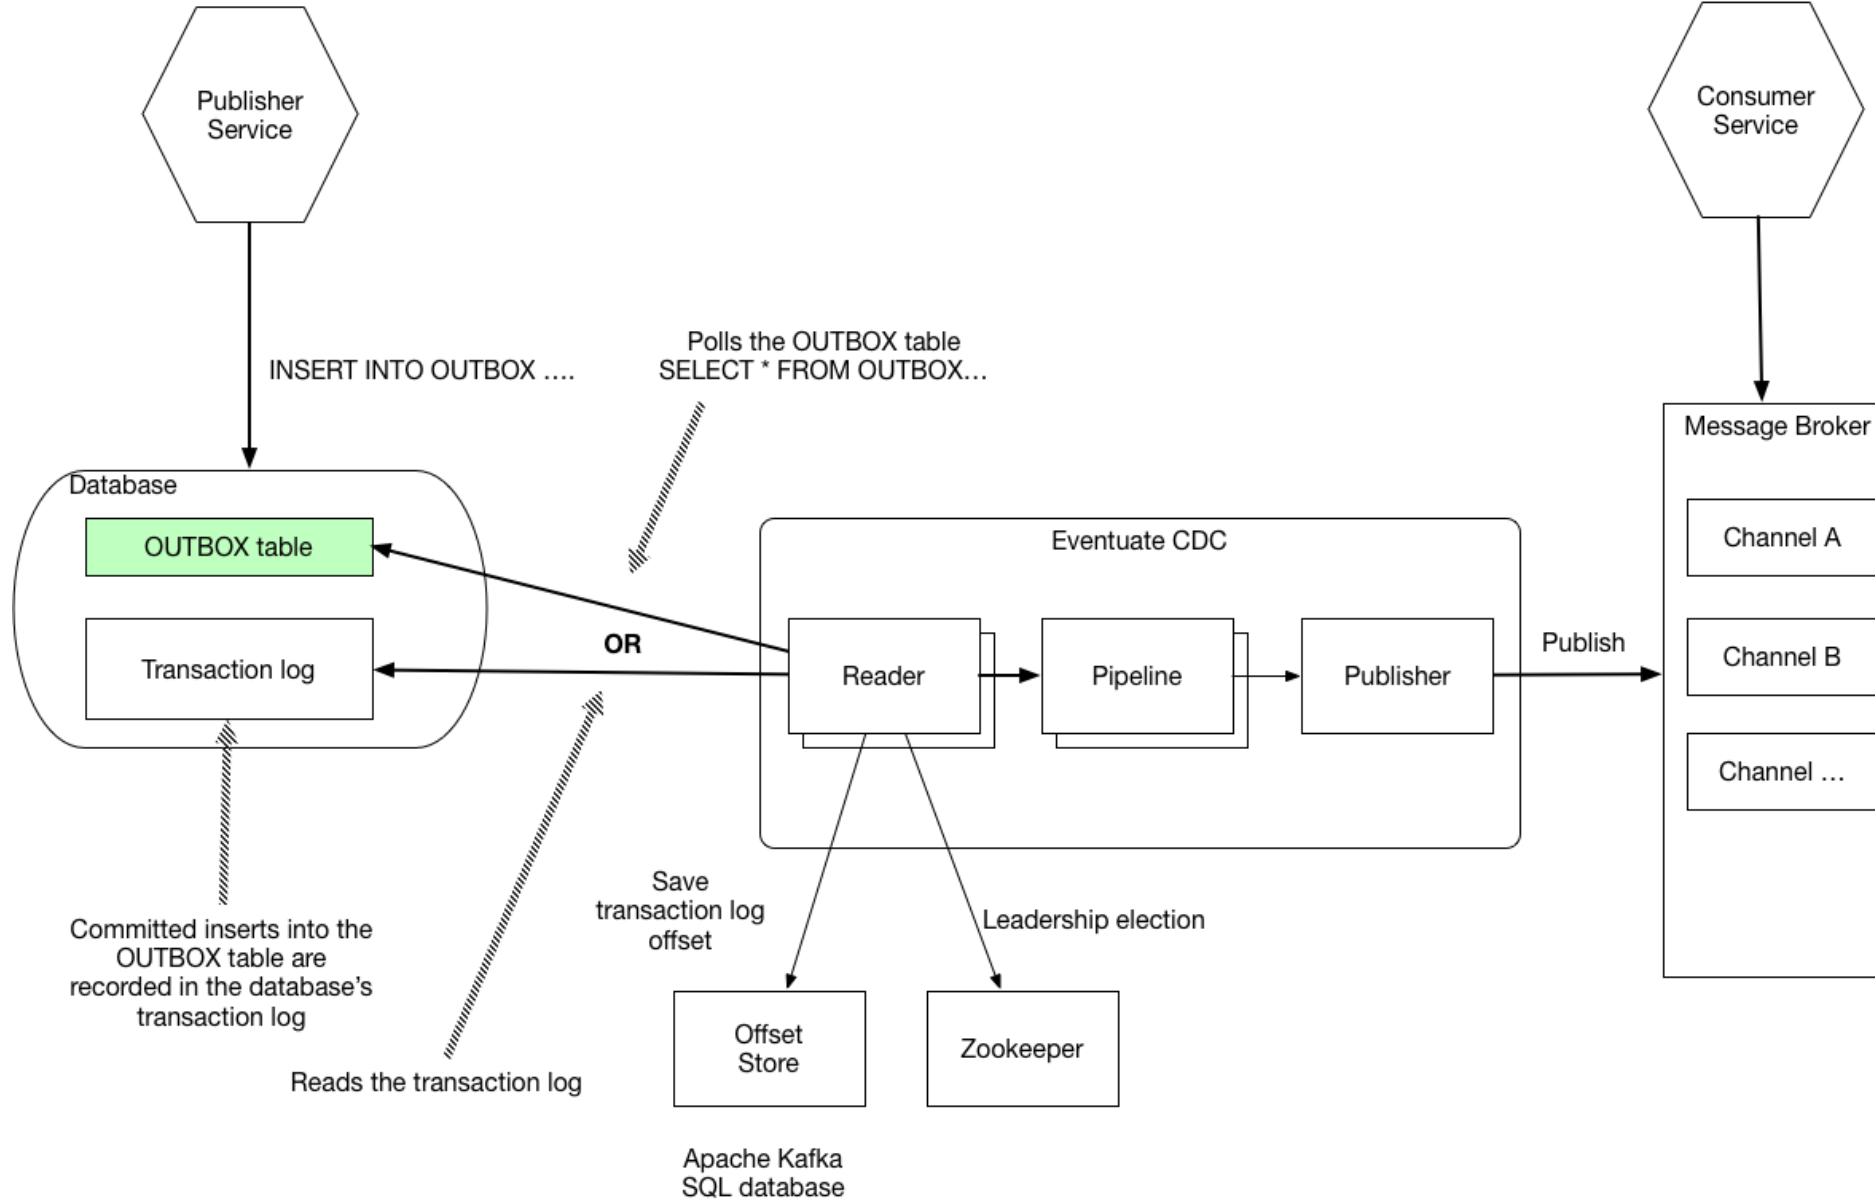 Publisher
Service
Consumer
Service
INSERT INTO OUTBOX ....
Polls the OUTBOX table
SELECT * FROM OUTBOX...
Message Broker
Database
OUTBOX table
Transaction log
OR
Eventuate CDC
Reader
Pipeline
Publisher
Publish
Channel A
Channel B
Channel ...
Save
transaction log
offset
Leadership election
Committed inserts into the
OUTBOX table are
recorded in the database's
transaction log
Reads the transaction log
Offset
Store
Zookeeper
Apache Kafka
SQL database